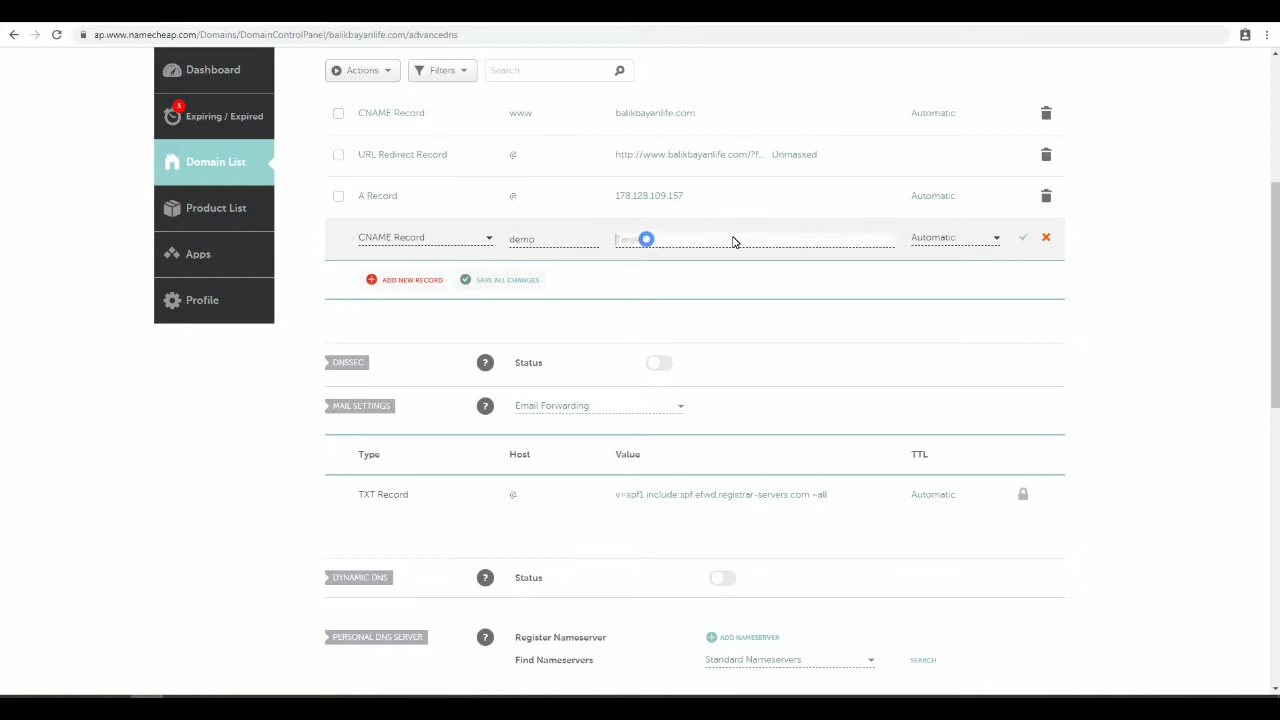 ap.www.namecheap.com/Domains/DomainControlPanel/balikbayanlife.com/advancedns
Dashboard
3
Expiring / Expired
Domain List
Product List
Apps
Profile
Actions
Filters
Search
CNAME Record www balikbayanlife.com Automatic
URL Redirect Record @ http://www.balikbayanlife.com/?f... Unmasked
A Record @ 178.128.109.157 Automatic
CNAME Record demo Automatic
ADD NEW RECORD SAVE ALL CHANGES
DNSSEC ? Status
MAIL SETTINGS ? Email Forwarding
Type Host Value TTL
TXT Record @ v=spf1 include:spf.efwd.registrar-servers.com ~all Automatic
DYNAMIC DNS ? Status
PERSONAL DNS SERVER ? Register Nameserver ADD NAMESERVER
Find Nameservers Standard Nameservers SEARCH